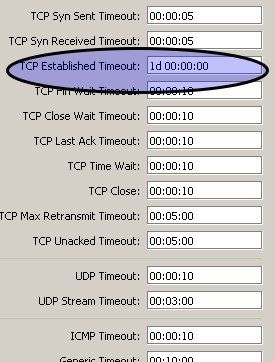 TCP Syn Sent Timeout: 00:00:05
TCP Syn Received Timeout: 00:00:05
TCP Established Timeout: 1d 00:00:00
TCP Fin Wait Timeout: 00:00:10
TCP Close Wait Timeout: 00:00:10
TCP Last Ack Timeout: 00:00:10
TCP Time Wait: 00:00:10
TCP Close: 00:00:10
TCP Max Retransmit Timeout: 00:05:00
TCP Unacked Timeout: 00:05:00
UDP Timeout: 00:00:10
UDP Stream Timeout: 00:03:00
ICMP Timeout: 00:00:10
Generic Timeout: 00:10:00